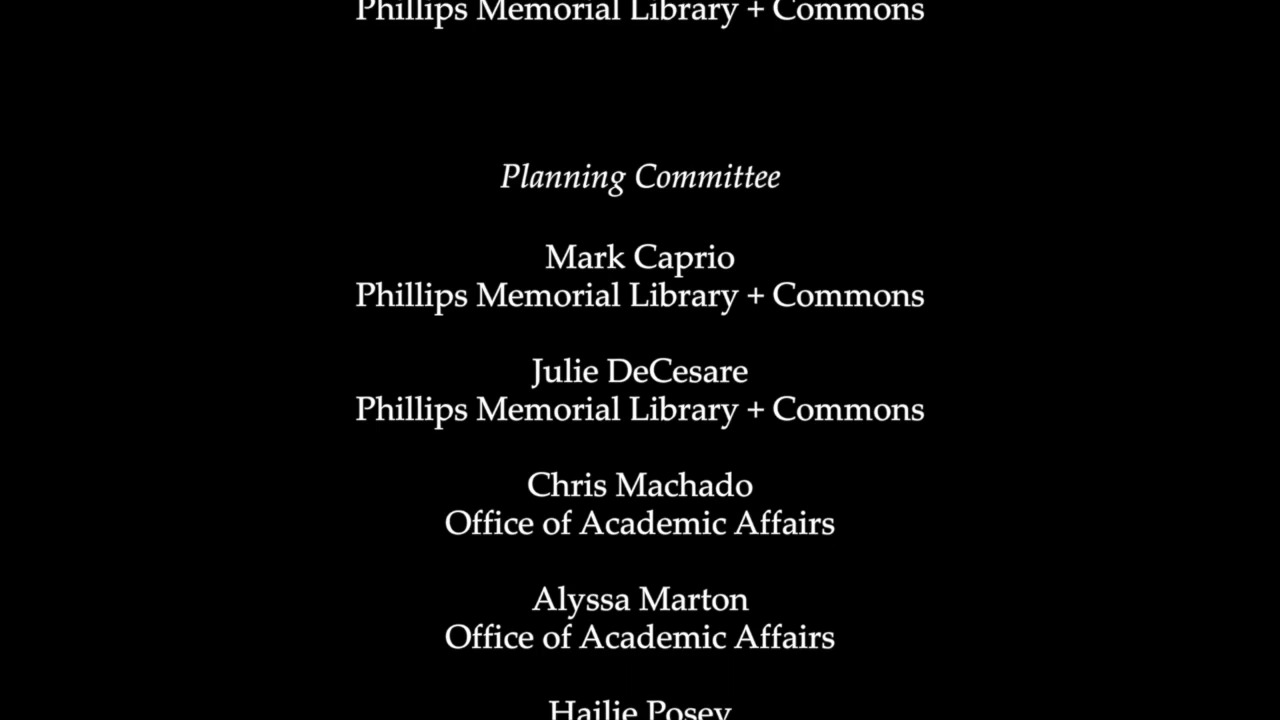 Phillips Memorial Library + Commons
Planning Committee
Mark Caprio
Phillips Memorial Library + Commons
Julie DeCesare
Phillips Memorial Library + Commons
Chris Machado
Office of Academic Affairs
Alyssa Marton
Office of Academic Affairs
Hailie Posey